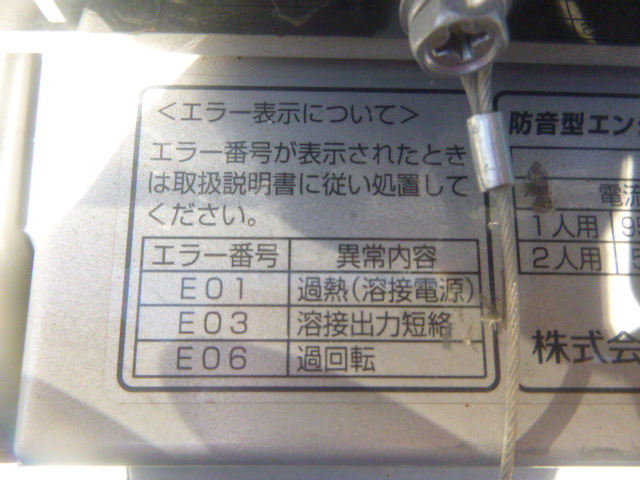 ＜エラー表示について＞
エラー番号が表示されたとき
は取扱説明書に従い処置して
ください。
エラー番号 異常内容
E01 過熱（溶接電源）
E03 溶接出力短絡
E06 過回転
防音型エン
電流
1人用 9
2人用
株式会